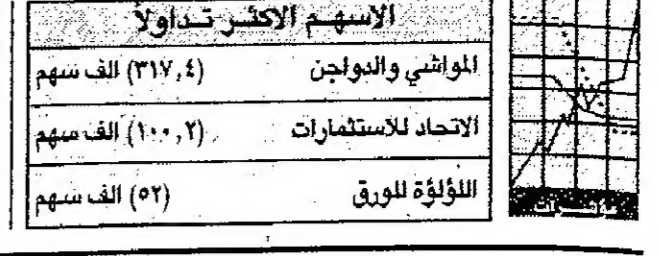 الاسهم الاكثر تداولاً
المواشي والدواجن (٣١٧,٤) الف سهم
الاتحاد للاستثمارات (١٠٠,٢) الف سهم
اللؤلؤة للورق (٥٢) الف سهم